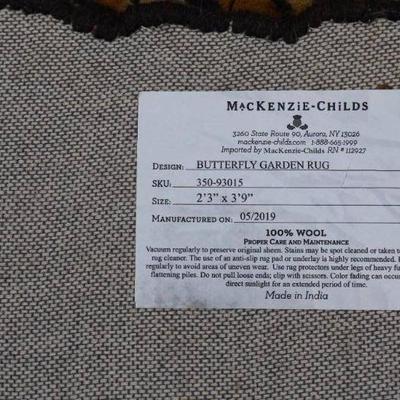 MACKENZIE-CHILDS
3260 State Route 90, Aurora, NY 13026
mackenzie-childs.com 1-888-665-1999
Imported by MacKenzie-Childs RN # 112927
DESIGN: BUTTERFLY GARDEN RUG
SKU: 350-93015
SIZE: 2'3" x 3'9"
MANUFACTURED ON: 05/2019
100% WOOL
PROPER CARE AND MAINTENANCE
Vacuum regularly to preserve original sheen. Stains may be spot cleaned or taken to
rug cleaner. The use of an anti-slip rug pad or underlay is highly recommended.
regularly to avoid areas of uneven wear. Use rug protectors under legs of heavy
flattening piles. Do not pull loose ends; clip with scissors. Color fading can occur
direct sunlight for an extended period of time.
Made in India